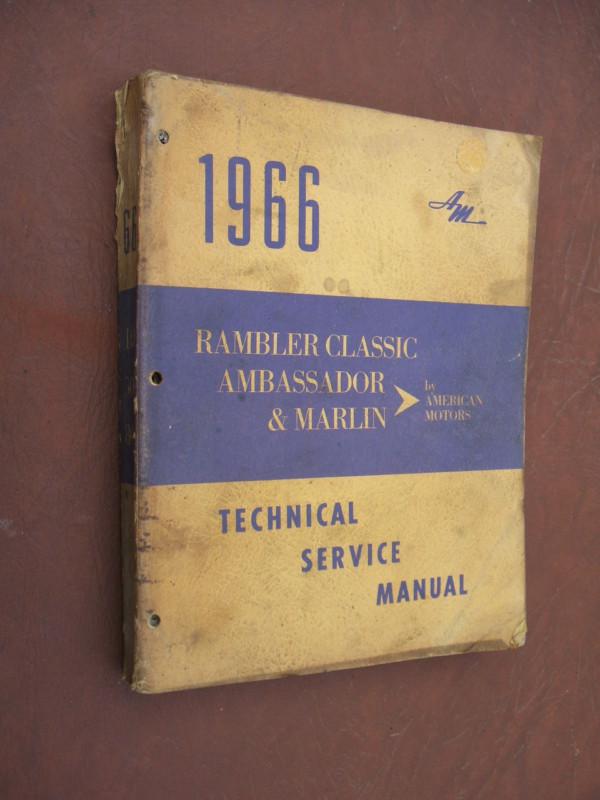 1966
AM
RAMBLER CLASSIC
AMBASSADOR
& MARLIN
by
AMERICAN
MOTORS
TECHNICAL
SERVICE
MANUAL